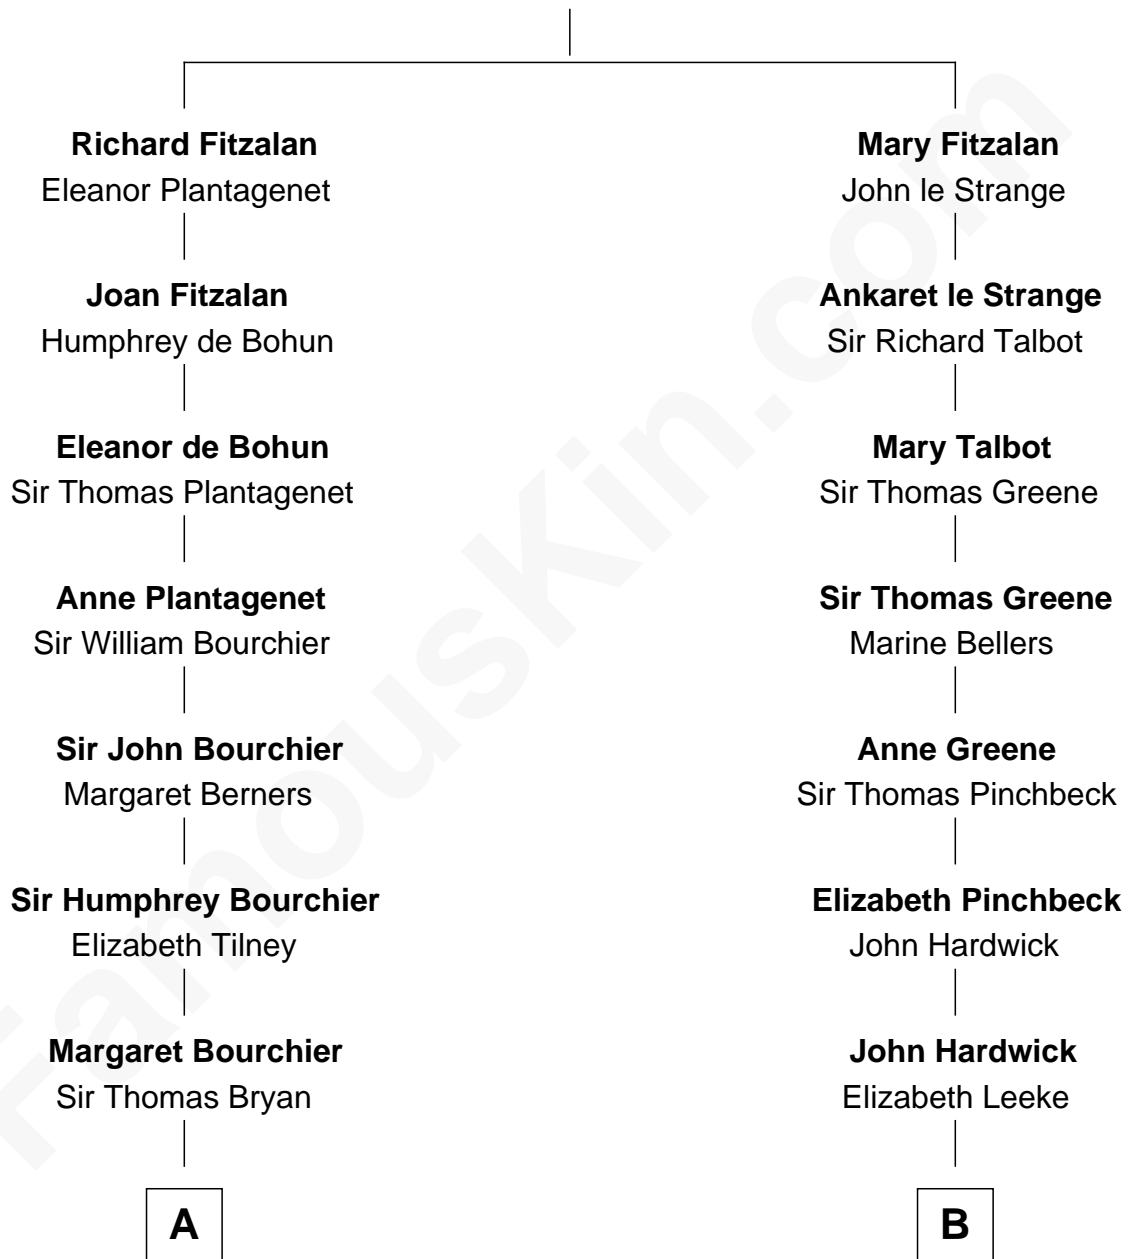 Richard Fitzalan
Eleanor Plantagenet
Joan Fitzalan
Humphrey de Bohun
Eleanor de Bohun
Sir Thomas Plantagenet
Anne Plantagenet
Sir William Bourchier
Sir John Bourchier
Margaret Berners
Sir Humphrey Bourchier
Elizabeth Tilney
Margaret Bourchier
Sir Thomas Bryan
A
Mary Fitzalan
John le Strange
Ankaret le Strange
Sir Richard Talbot
Mary Talbot
Sir Thomas Greene
Sir Thomas Greene
Marine Bellers
Anne Greene
Sir Thomas Pinchbeck
Elizabeth Pinchbeck
John Hardwick
John Hardwick
Elizabeth Leeke
B
FamousKin.com